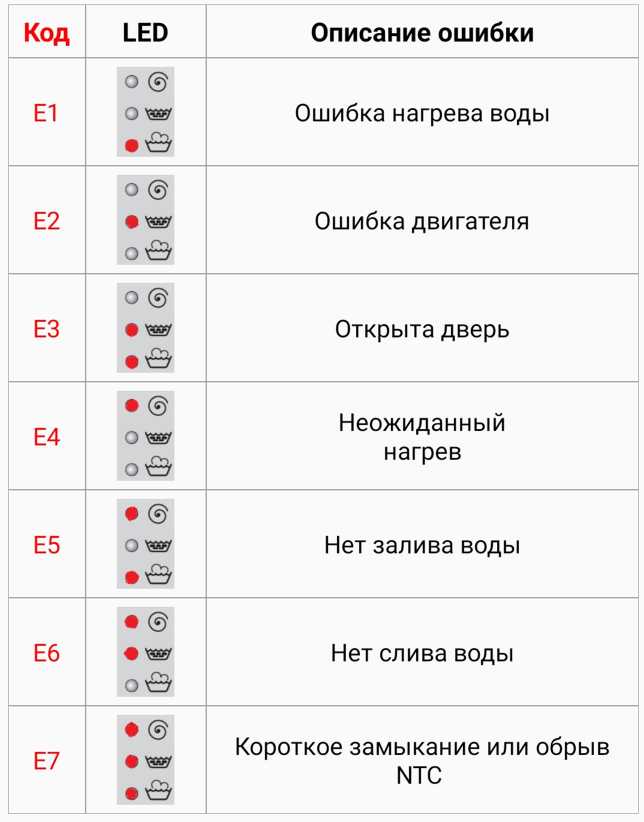 Код LED Описание ошибки
E1 Ошибка нагрева воды
E2 Ошибка двигателя
E3 Открыта дверь
E4 Неожиданный
нагрев
E5 Нет залива воды
E6 Нет слива воды
E7 Короткое замыкание или обрыв
NTC